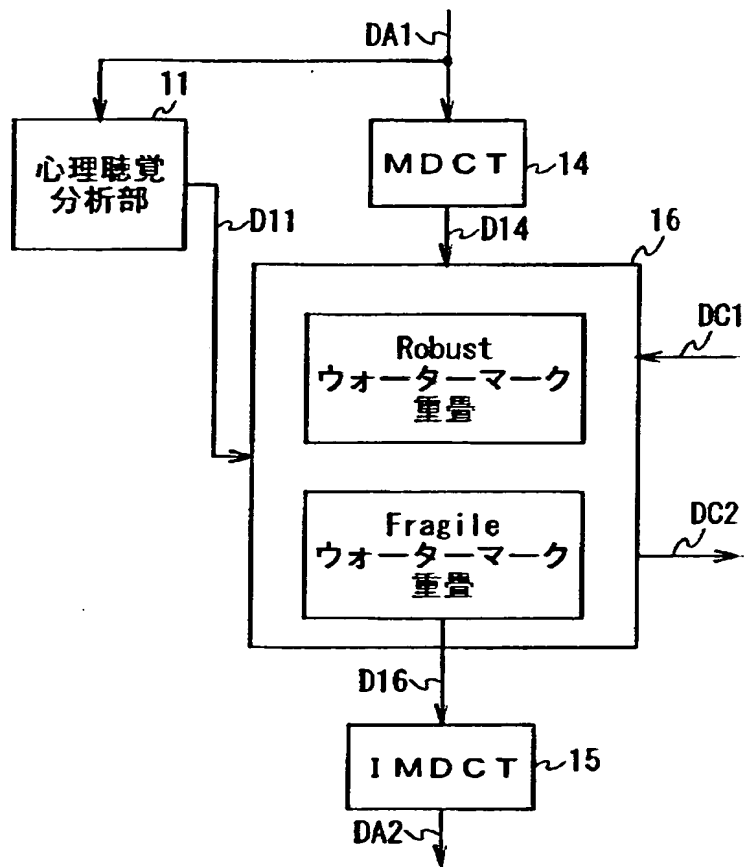 DA1
11
心理聴覚
分析部
D11
MDCT
14
D14
16
Robust
ウォーターマーク
重畳
DC1
Fragile
ウォーターマーク
重畳
DC2
D16
IMDCT
15
DA2